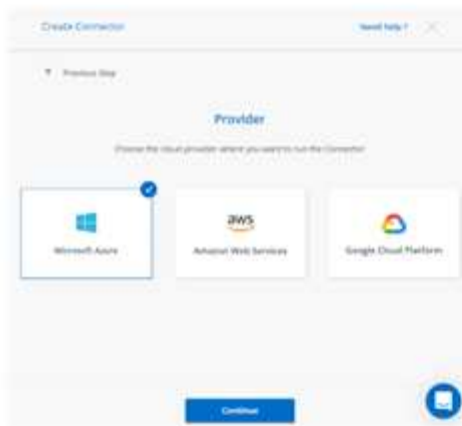 Create Connector
Need help ?
Previous Step
Provider
Choose the cloud provider where you want to run the Connector
aws
Microsoft Azure
Amazon Web Services
Google Cloud Platform
Continue